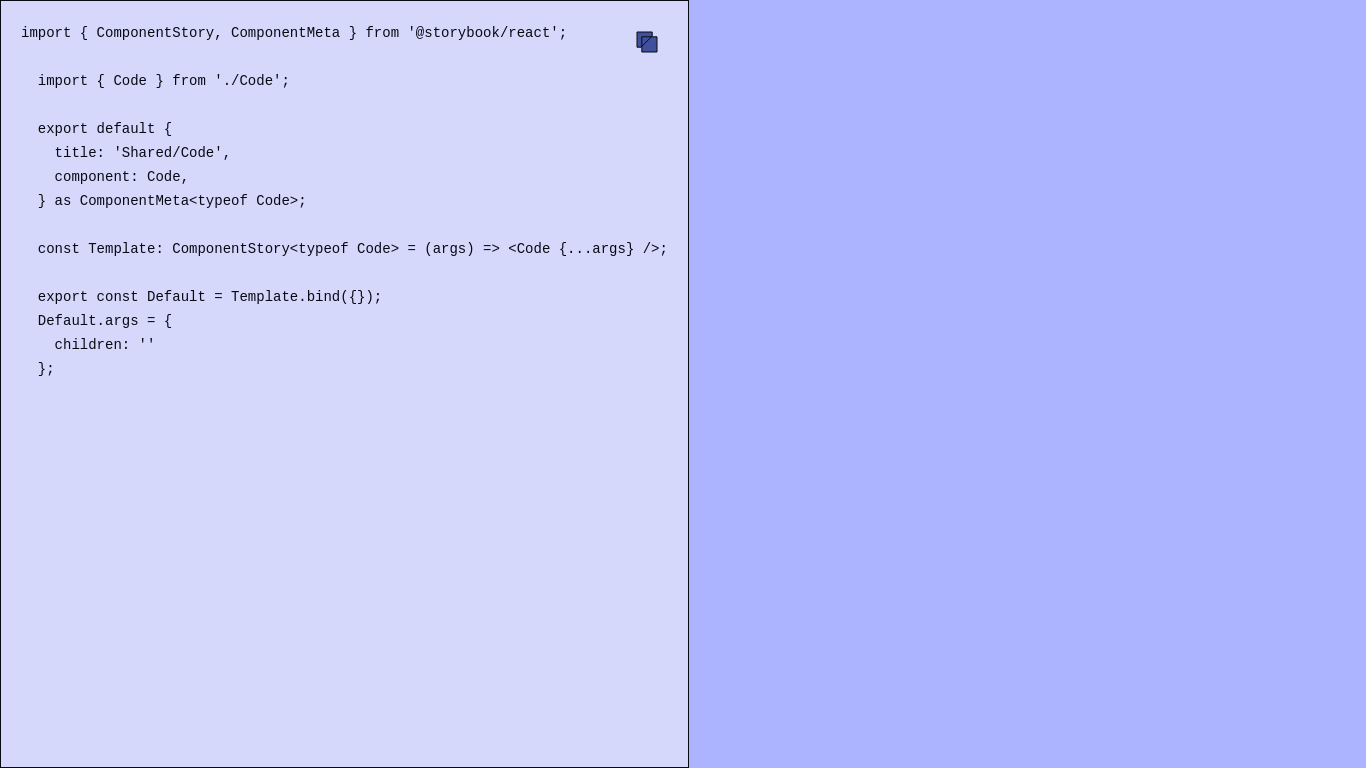 import { ComponentStory, ComponentMeta } from '@storybook/react';
import { Code } from './Code';
export default {
title: 'Shared/Code',
component: Code,
} as ComponentMeta<typeof Code>;
const Template: ComponentStory<typeof Code> = (args) => <Code {...args} />;
export const Default = Template.bind({});
Default.args = {
children: ''
};